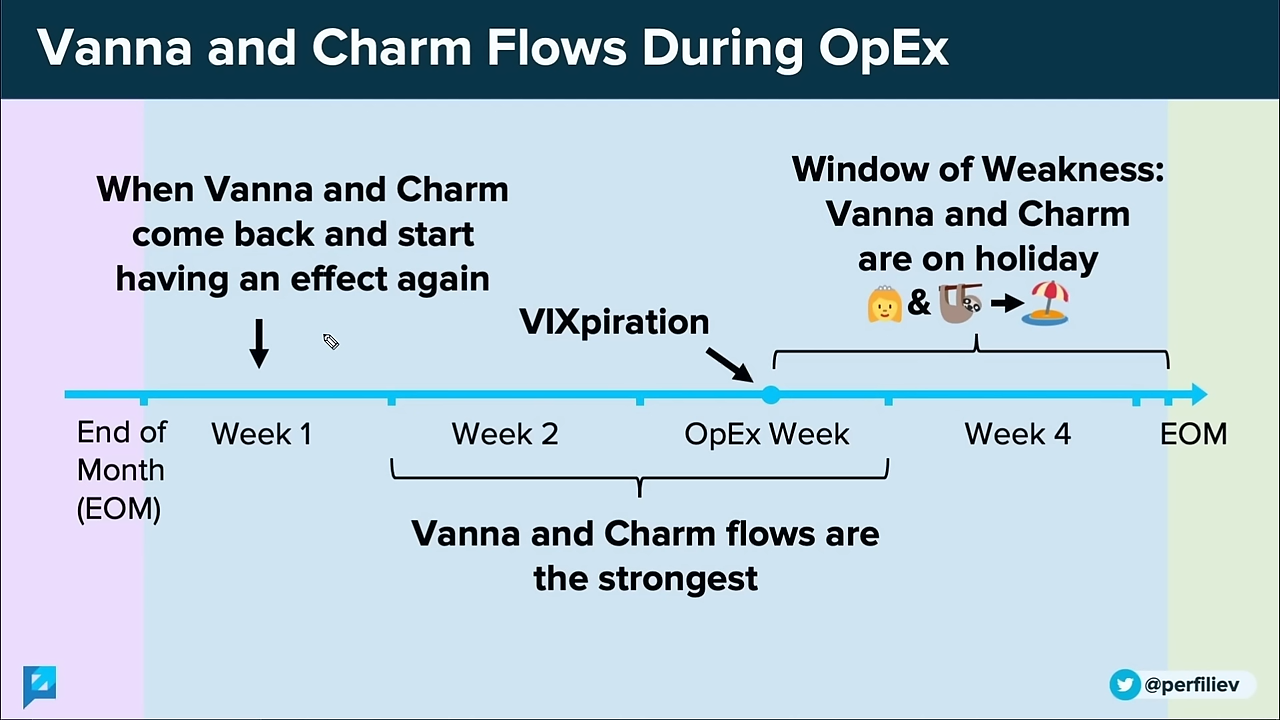 Vanna and Charm Flows During OpEx
When Vanna and Charm
come back and start
having an effect again
Window of Weakness:
Vanna and Charm
are on holiday
&
VIXpiration
End of
Month
(EOM)
Week 1
Week 2
OpEx Week
Week 4
EOM
Vanna and Charm flows are
the strongest
@perfiliev